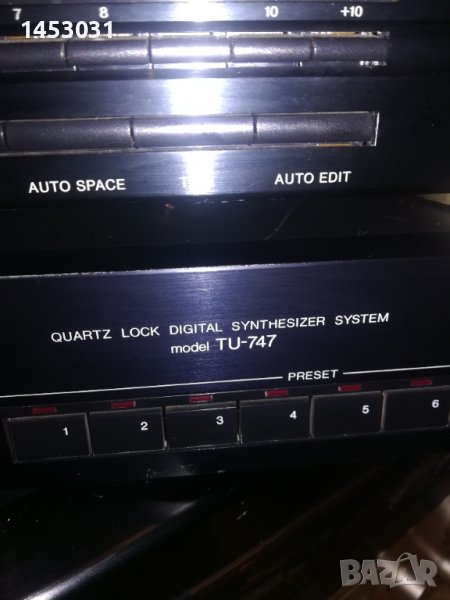 1453031
7 8 10 +10
AUTO SPACE AUTO EDIT
QUARTZ LOCK DIGITAL SYNTHESIZER SYSTEM
model TU-747
PRESET
1 2 3 4 5 6
BAZAR